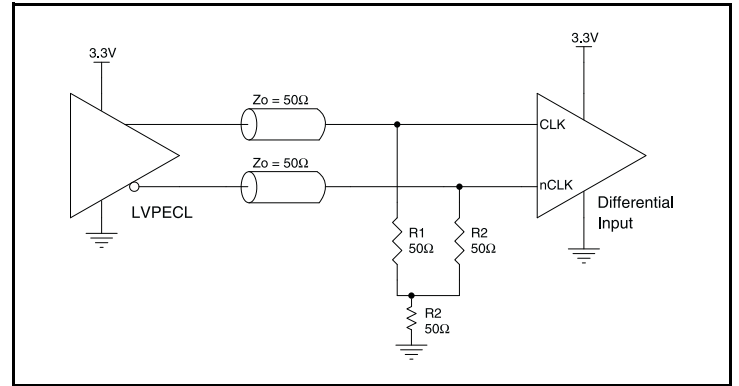 3.3V
3.3V
Zo = 50Ω
CLK
Zo = 50Ω
nCLK
LVPECL
Differential
Input
R1
50Ω
R2
50Ω
R2
50Ω